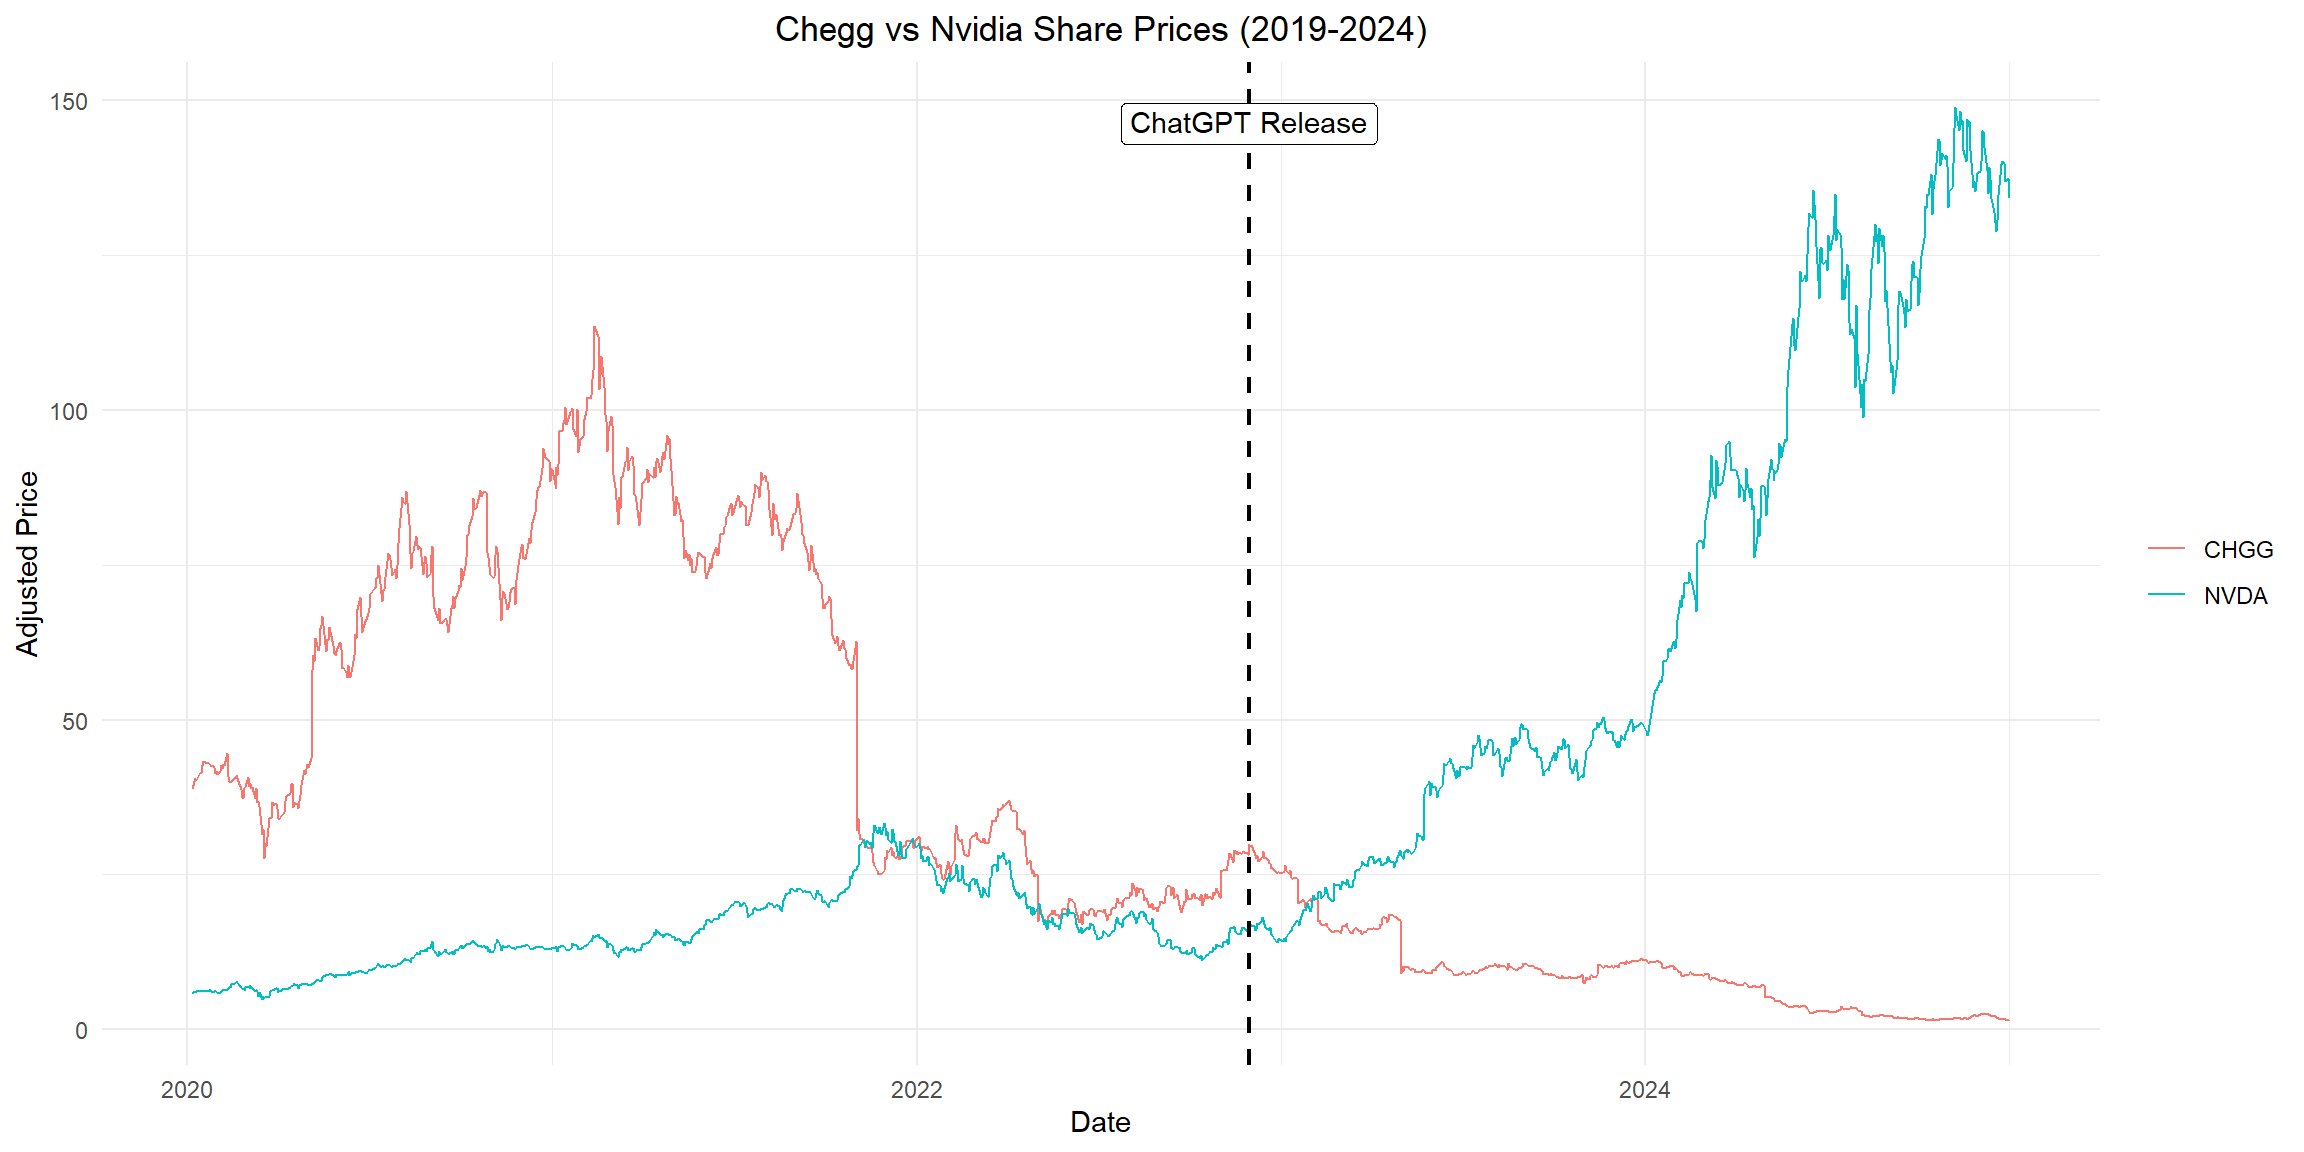 Chegg vs Nvidia Share Prices (2019-2024)
ChatGPT Release
150
100
50
0
Adjusted Price
2020
2022
2024
Date
CHGG
NVDA